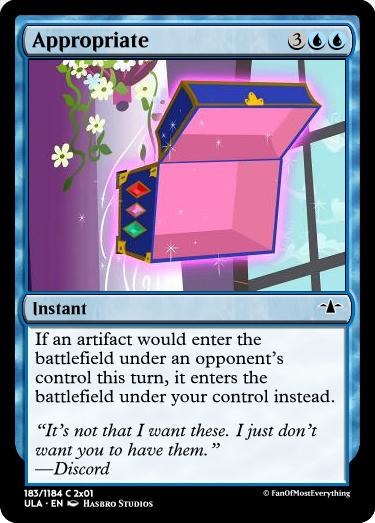 Appropriate 3
Instant
If an artifact would enter the
battlefield under an opponent's
control this turn, it enters the
battlefield under your control instead.
“It's not that I want these. I just don't
want you to have them.”
—Discord
183/1184 C 2x01
ULA · EN HASBRO STUDIOS
© FanOfMostEverything